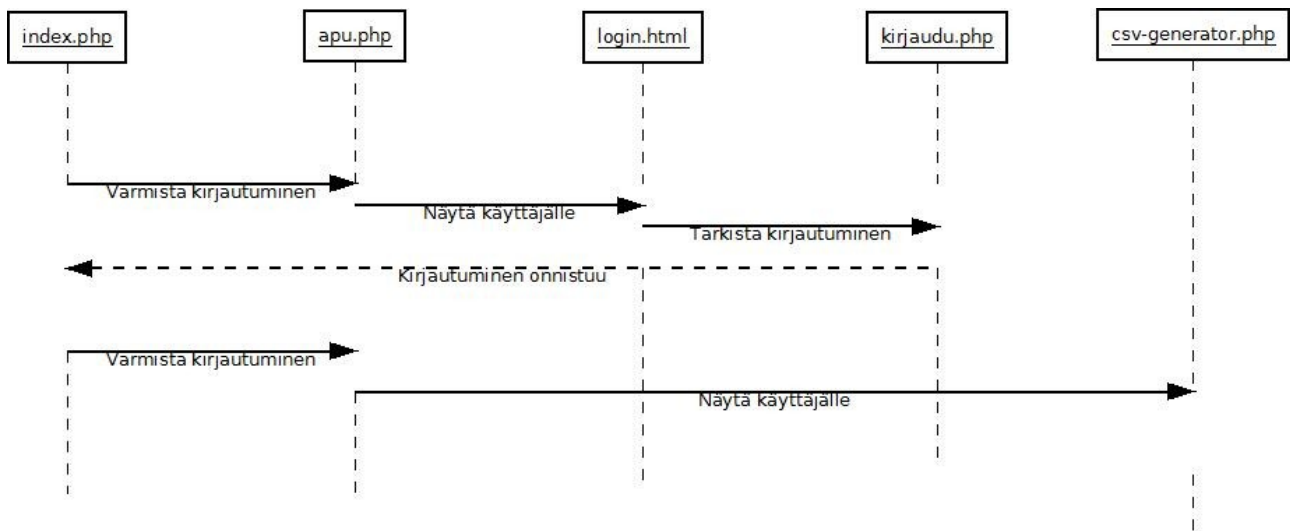 index.php
apu.php
login.html
kirjaudu.php
csv-generator.php
Varmista kirjautuminen
Näytä käyttäjälle
Tarkista kirjautuminen
Kirjautuminen onnistuu
Varmista kirjautuminen
Näytä käyttäjälle